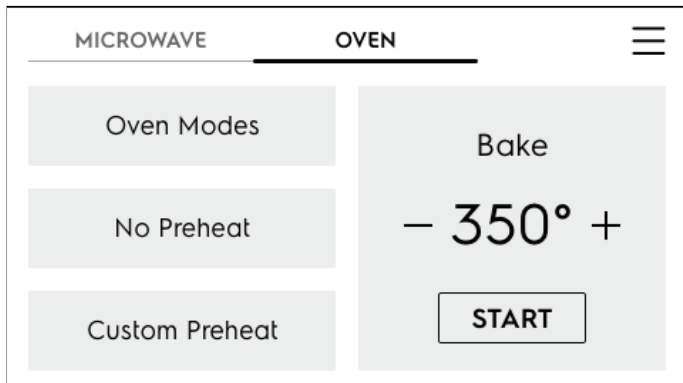 MICROWAVE
OVEN
Oven Modes
No Preheat
Custom Preheat
Bake
− 350° +
START